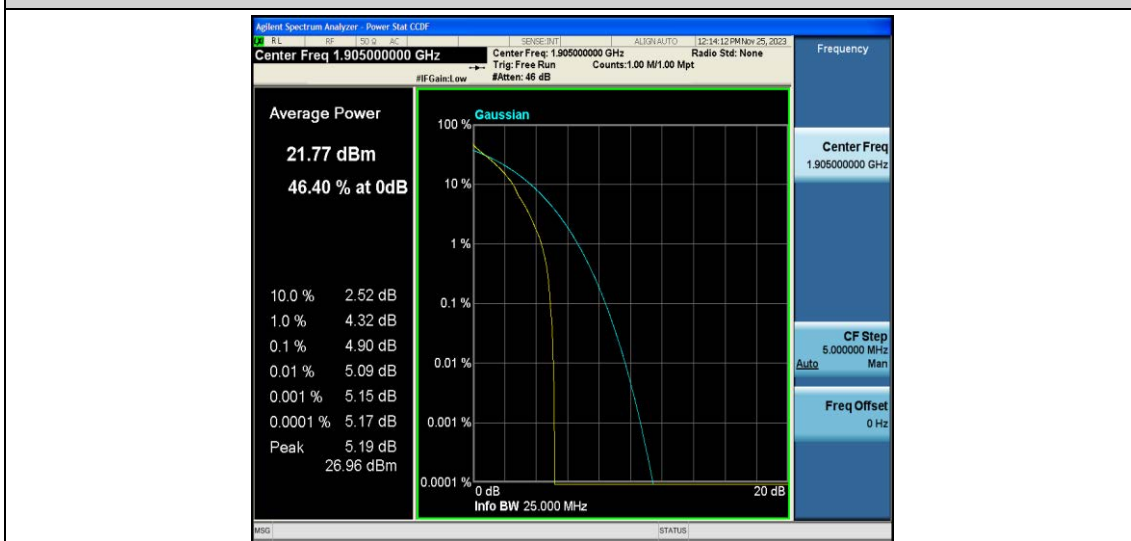 Agilent Spectrum Analyzer - Power Stat CCDF
RL RF 50 Ω AC SENSE:INT ALIGN AUTO 12:14:12 PM Nov 25, 2023
Center Freq 1.905000000 GHz
Center Freq: 1.905000000 GHz Radio Std: None
Trig: Free Run Counts:1.00 M/1.00 Mpt
#IFGain:Low #Atten: 46 dB
Frequency
Average Power
21.77 dBm
46.40 % at 0dB
10.0 % 2.52 dB
1.0 % 4.32 dB
0.1 % 4.90 dB
0.01 % 5.09 dB
0.001 % 5.15 dB
0.0001 % 5.17 dB
Peak 5.19 dB
26.96 dBm
Gaussian
100 %
10 %
1 %
0.1 %
0.01 %
0.001 %
0.0001 %
0 dB 20 dB
Info BW 25.000 MHz
Center Freq
1.905000000 GHz
CF Step
5.000000 MHz
Auto Man
Freq Offset
0 Hz
MSG STATUS